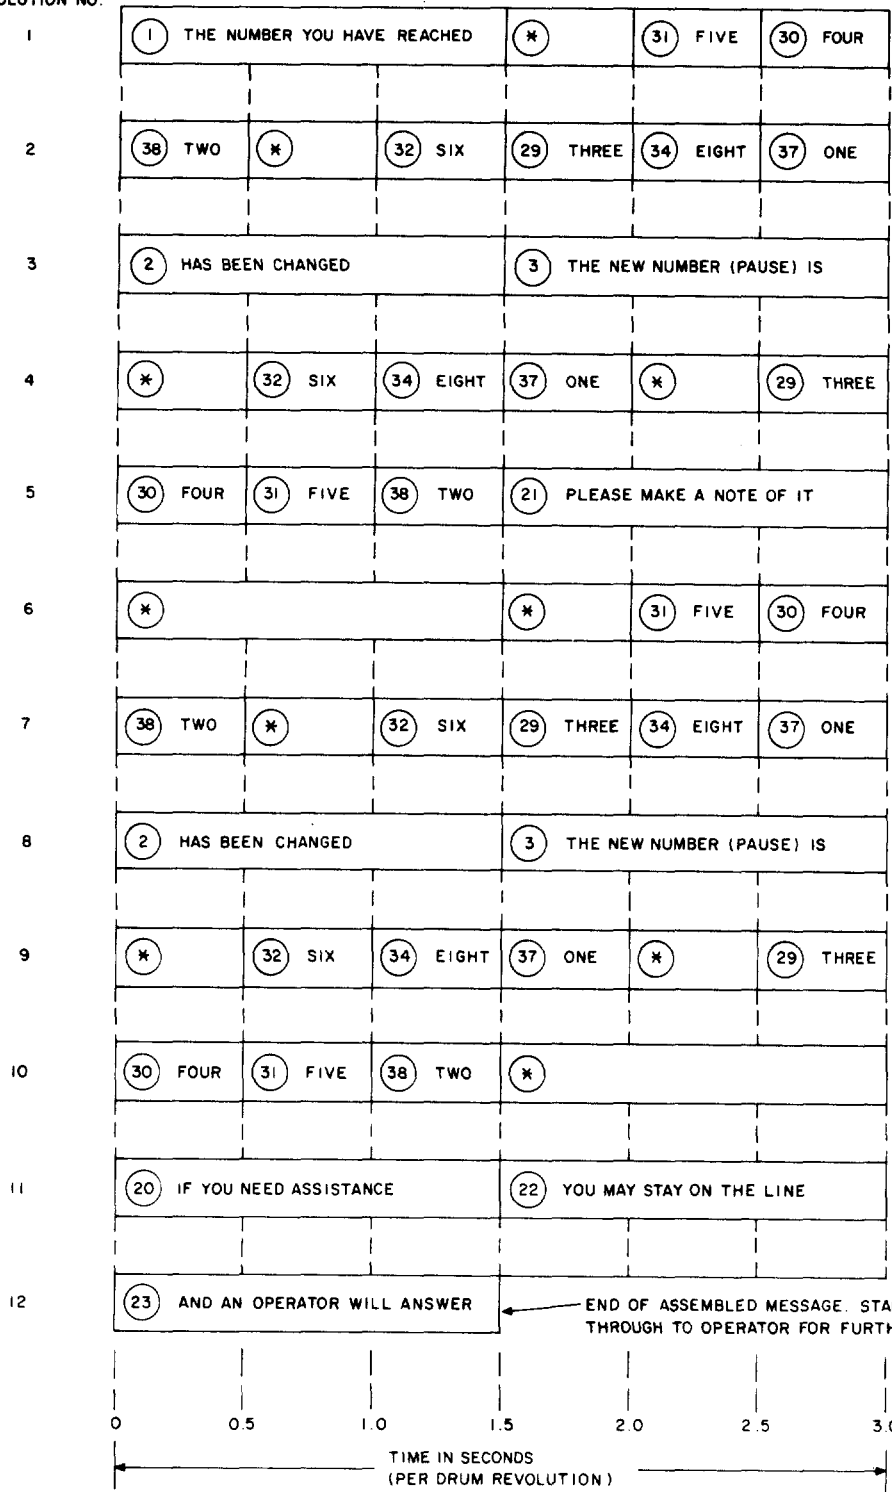 1 1 THE NUMBER YOU HAVE REACHED * 31 FIVE 30 FOUR
2 38 TWO * 32 SIX 29 THREE 34 EIGHT 37 ONE
3 2 HAS BEEN CHANGED 3 THE NEW NUMBER (PAUSE) IS
4 * 32 SIX 34 EIGHT 37 ONE * 29 THREE
5 30 FOUR 31 FIVE 38 TWO 21 PLEASE MAKE A NOTE OF IT
6 * * 31 FIVE 30 FOUR
7 38 TWO * 32 SIX 29 THREE 34 EIGHT 37 ONE
8 2 HAS BEEN CHANGED 3 THE NEW NUMBER (PAUSE) IS
9 * 32 SIX 34 EIGHT 37 ONE * 29 THREE
10 30 FOUR 31 FIVE 38 TWO *
11 20 IF YOU NEED ASSISTANCE 22 YOU MAY STAY ON THE LINE
12 23 AND AN OPERATOR WILL ANSWER
END OF ASSEMBLED MESSAGE.
THROUGH TO OPERATOR FOR
0 0.5 1.0 1.5 2.0 2.5 3.0
TIME IN SECONDS
(PER DRUM REVOLUTION)